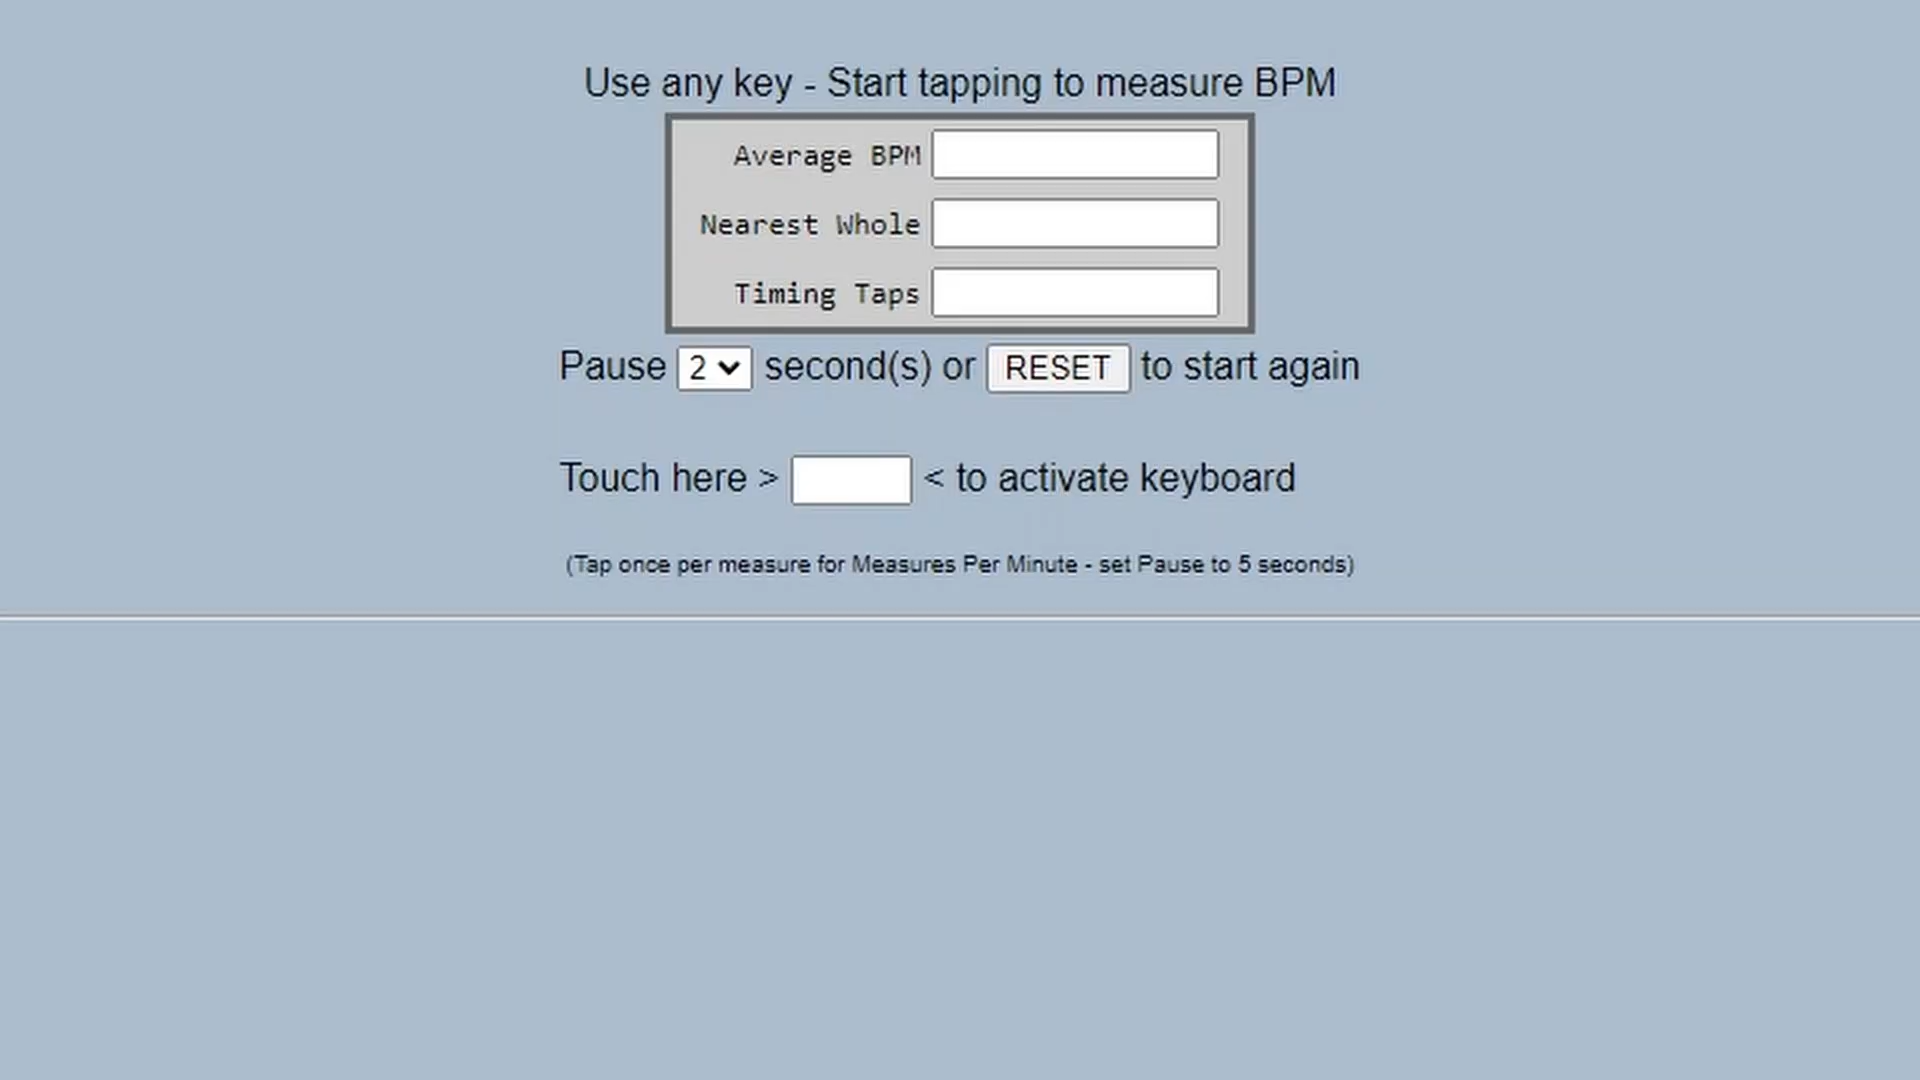 Use any key - Start tapping to measure BPM
Average BPM
Nearest Whole
Timing Taps
Pause 2 second(s) or RESET to start again
Touch here > < to activate keyboard
(Tap once per measure for Measures Per Minute - set Pause to 5 seconds)